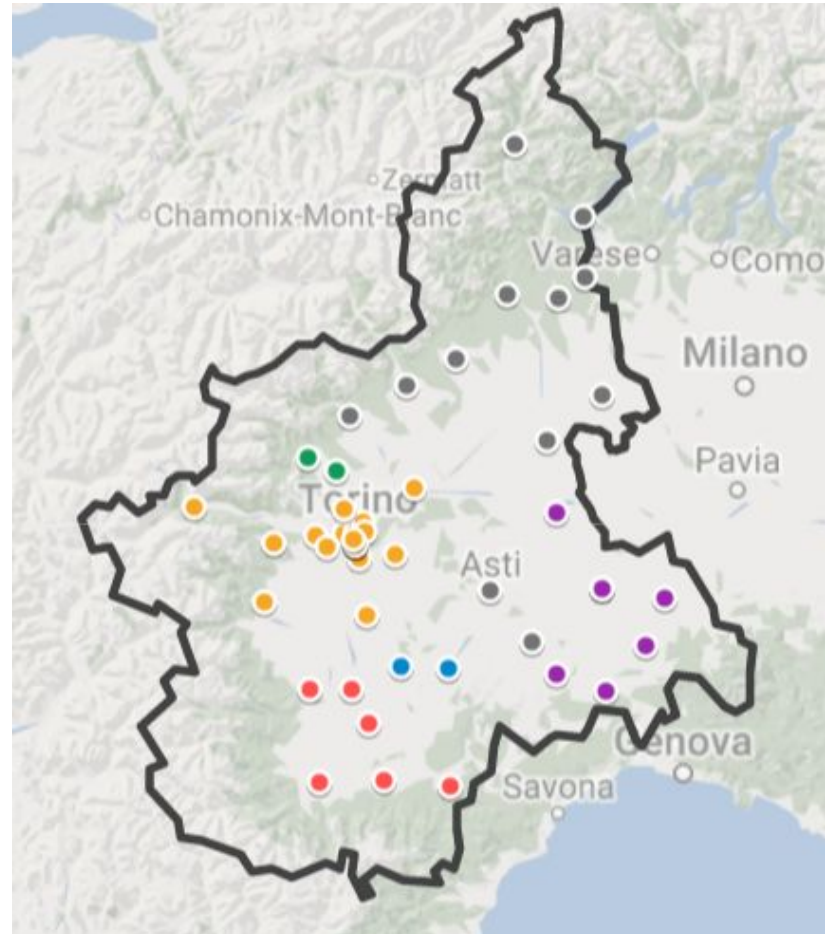 Zermatt
Chamonix-Mont-Blanc
Varese
Como
Milano
Pavia
Torino
Asti
Genova
Savona